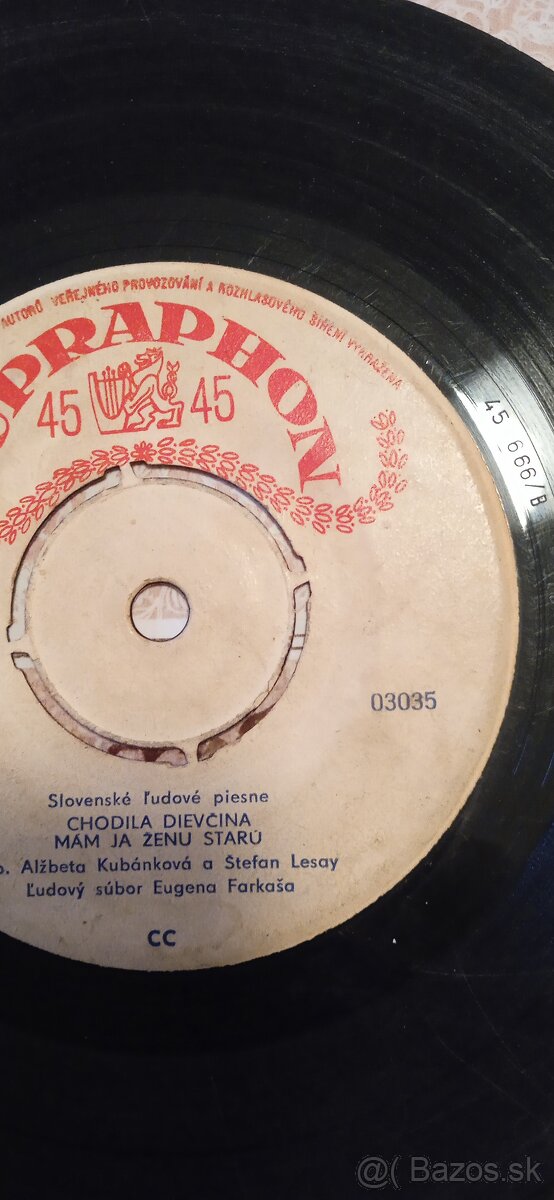 AUTORŮ VEŘEJNÉHO PROVOZOVÁNÍ A ROZHLASOVÉHO ŠÍŘENÍ VYHRAŽENA
PRAPHON
45 45
45 666/B
03035
Slovenské ľudové piesne
CHODILA DIEVČINA
MÁM JA ŽENU STARÚ
Alžbeta Kubánková a Štefan Lesay
Ľudový súbor Eugena Farkaša
CC
@( Bazos.sk